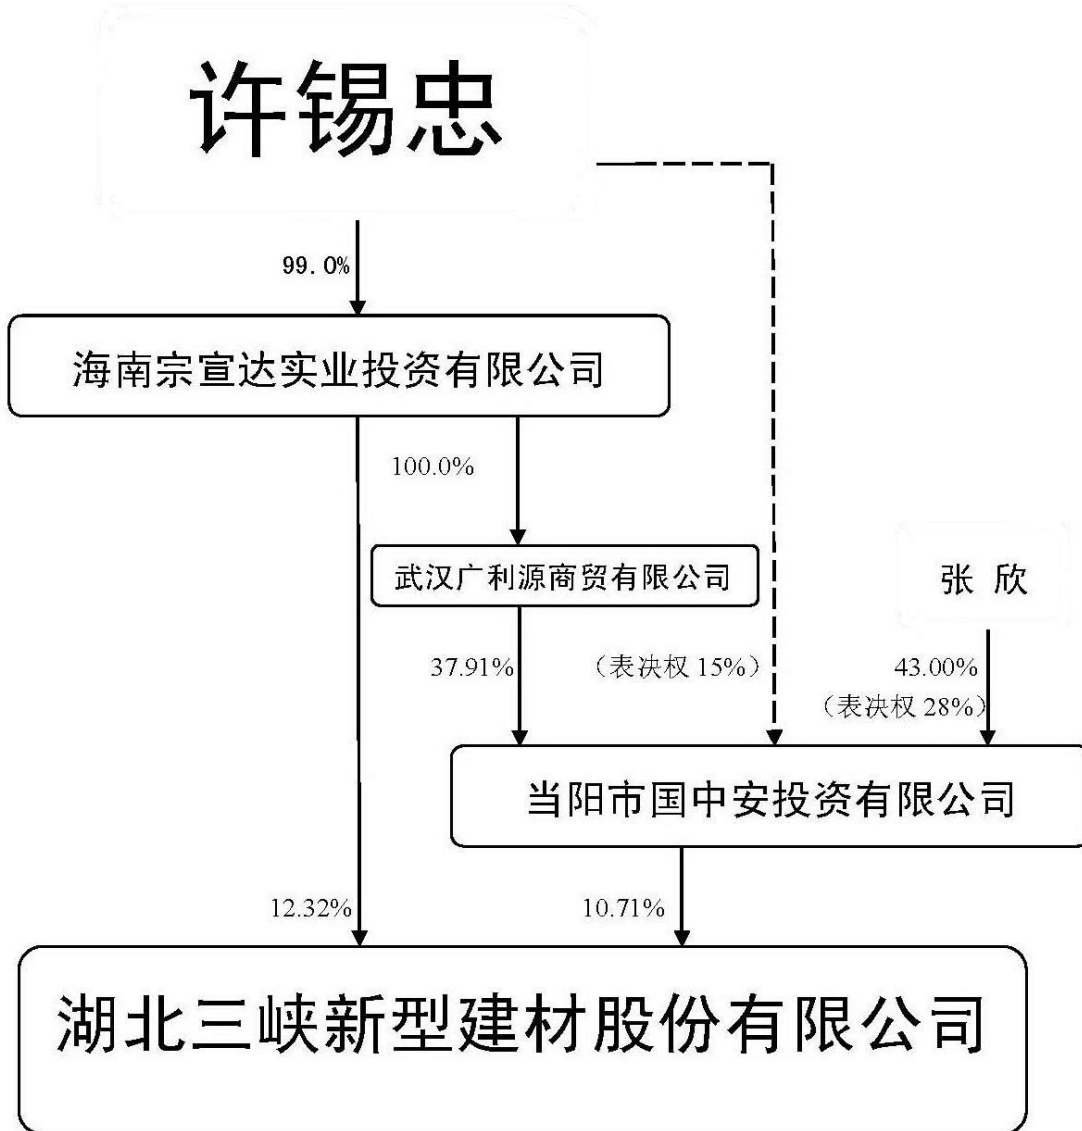 许锡忠
99.0%
海南宗宣达实业投资有限公司
100.0%
武汉广利源商贸有限公司
张 欣
37.91%
（表决权 15%）
43.00%
（表决权 28%）
当阳市国中安投资有限公司
12.32%
10.71%
湖北三峡新型建材股份有限公司